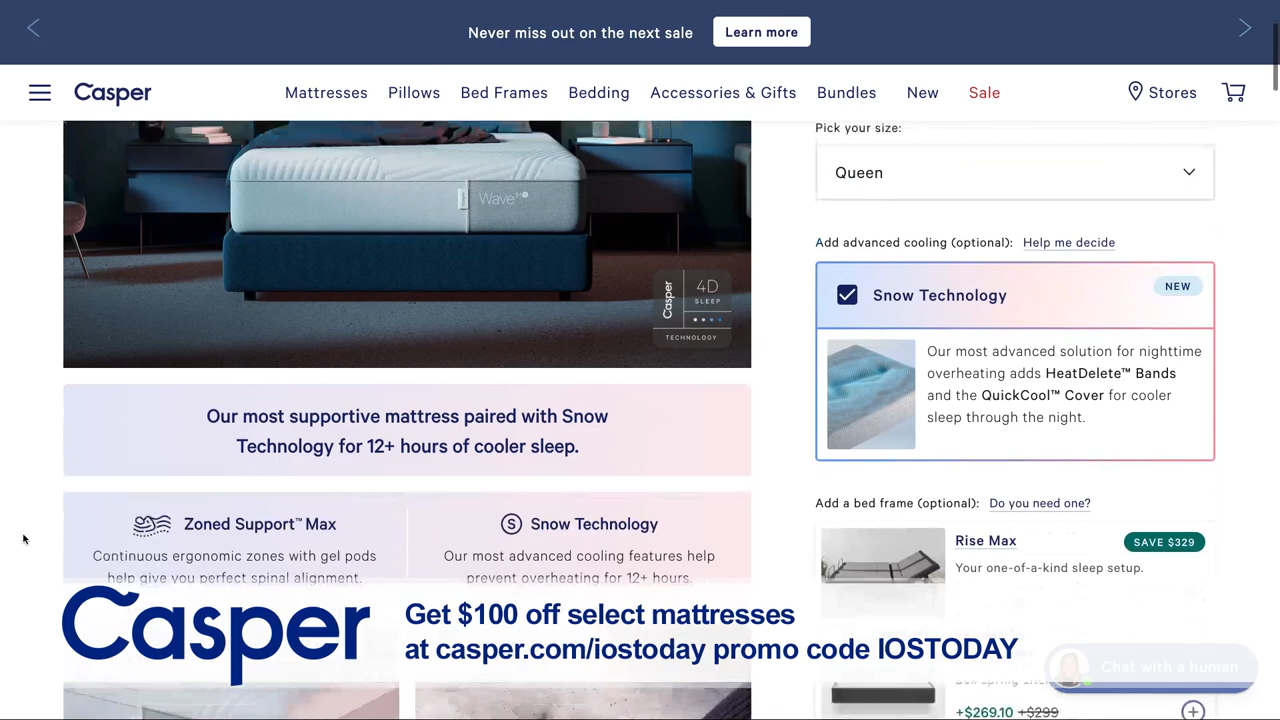 Never miss out on the next sale
Learn more
Casper
Mattresses
Pillows
Bed Frames
Bedding
Accessories & Gifts
Bundles
New
Sale
Stores
Wave
Casper
4D
SLEEP
TECHNOLOGY
Our most supportive mattress paired with Snow
Technology for 12+ hours of cooler sleep.
Zoned Support™ Max
Continuous ergonomic zones with gel pods
help give you perfect spinal alignment.
Snow Technology
Our most advanced cooling features help
prevent overheating for 12+ hours.
Pick your size:
Queen
Add advanced cooling (optional): Help me decide
Snow Technology
NEW
Our most advanced solution for nighttime
overheating adds HeatDelete™ Bands
and the QuickCool™ Cover for cooler
sleep through the night.
Add a bed frame (optional): Do you need one?
Rise Max
SAVE $329
Your one-of-a-kind sleep setup.
+$269.10 +$299
Chat with a human
Casper
Get $100 off select mattresses
at casper.com/iostoday promo code IOSTODAY